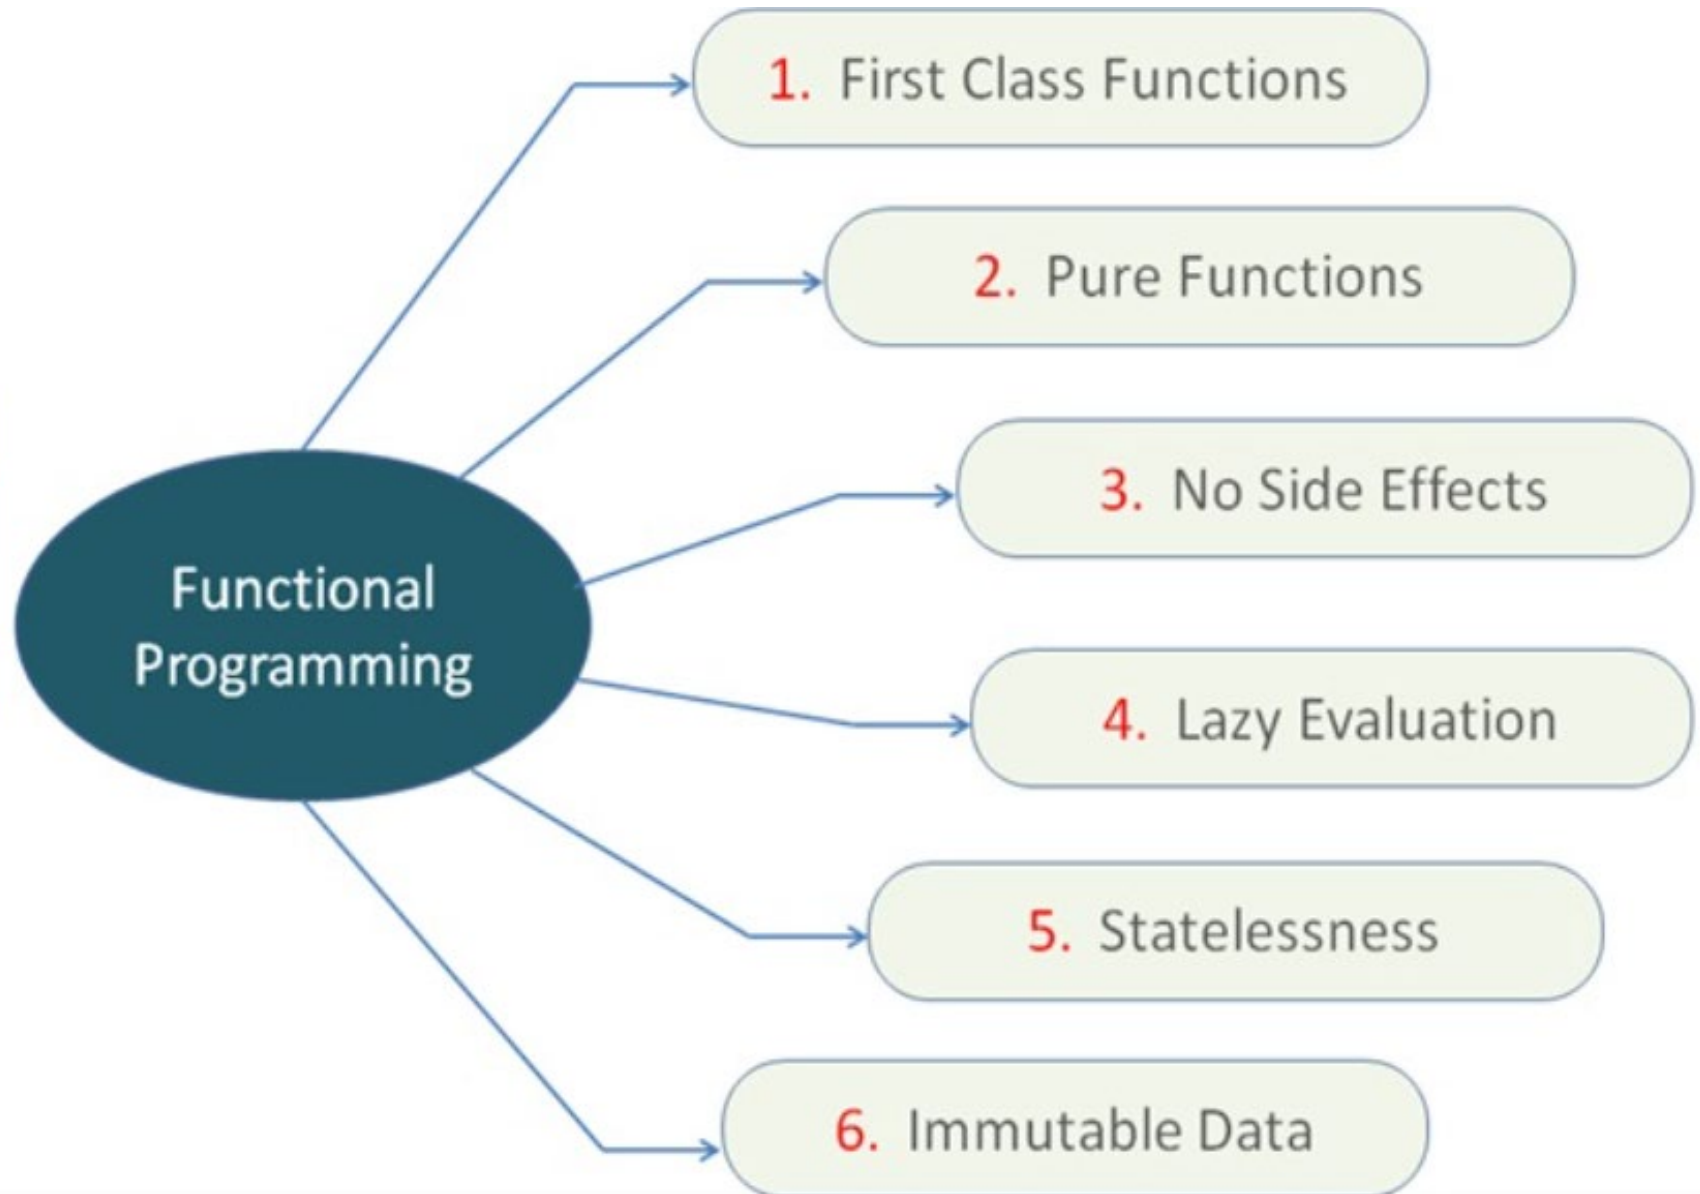 1. First Class Functions
2. Pure Functions
3. No Side Effects
Functional
Programming
4. Lazy Evaluation
5. Statelessness
6. Immutable Data